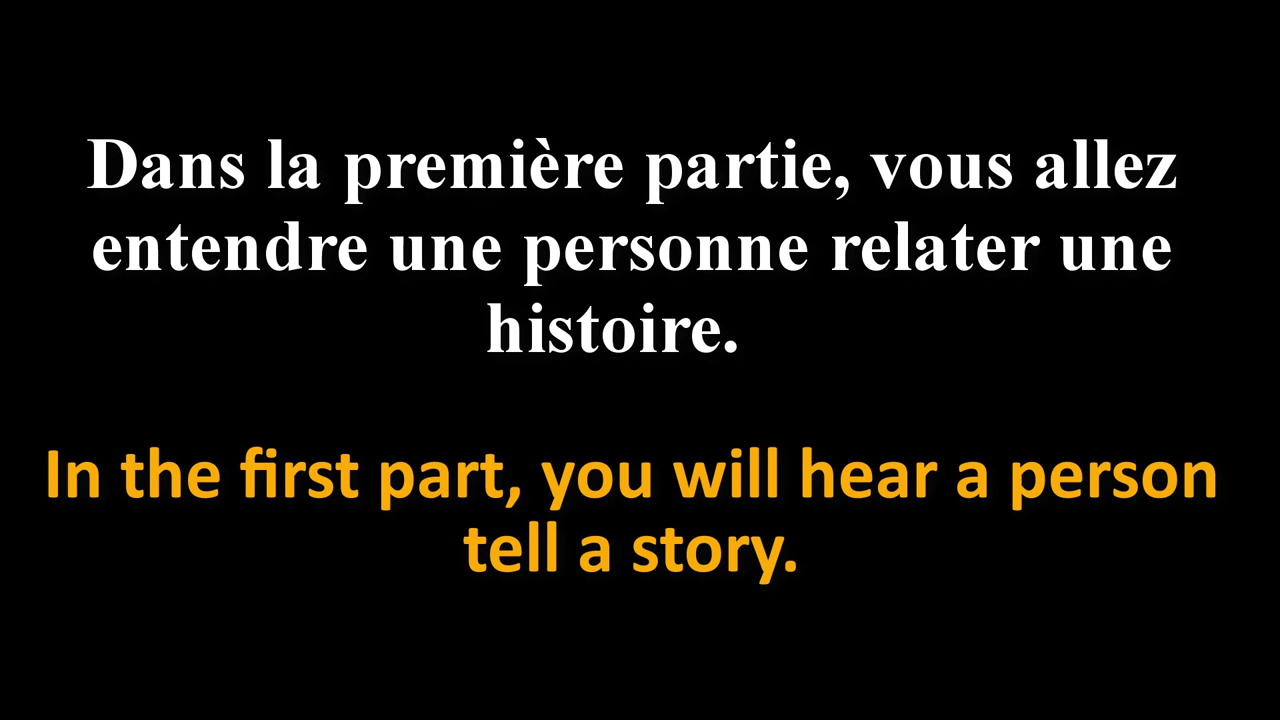 Dans la première partie, vous allez
entendre une personne relater une
histoire.
In the first part, you will hear a person
tell a story.